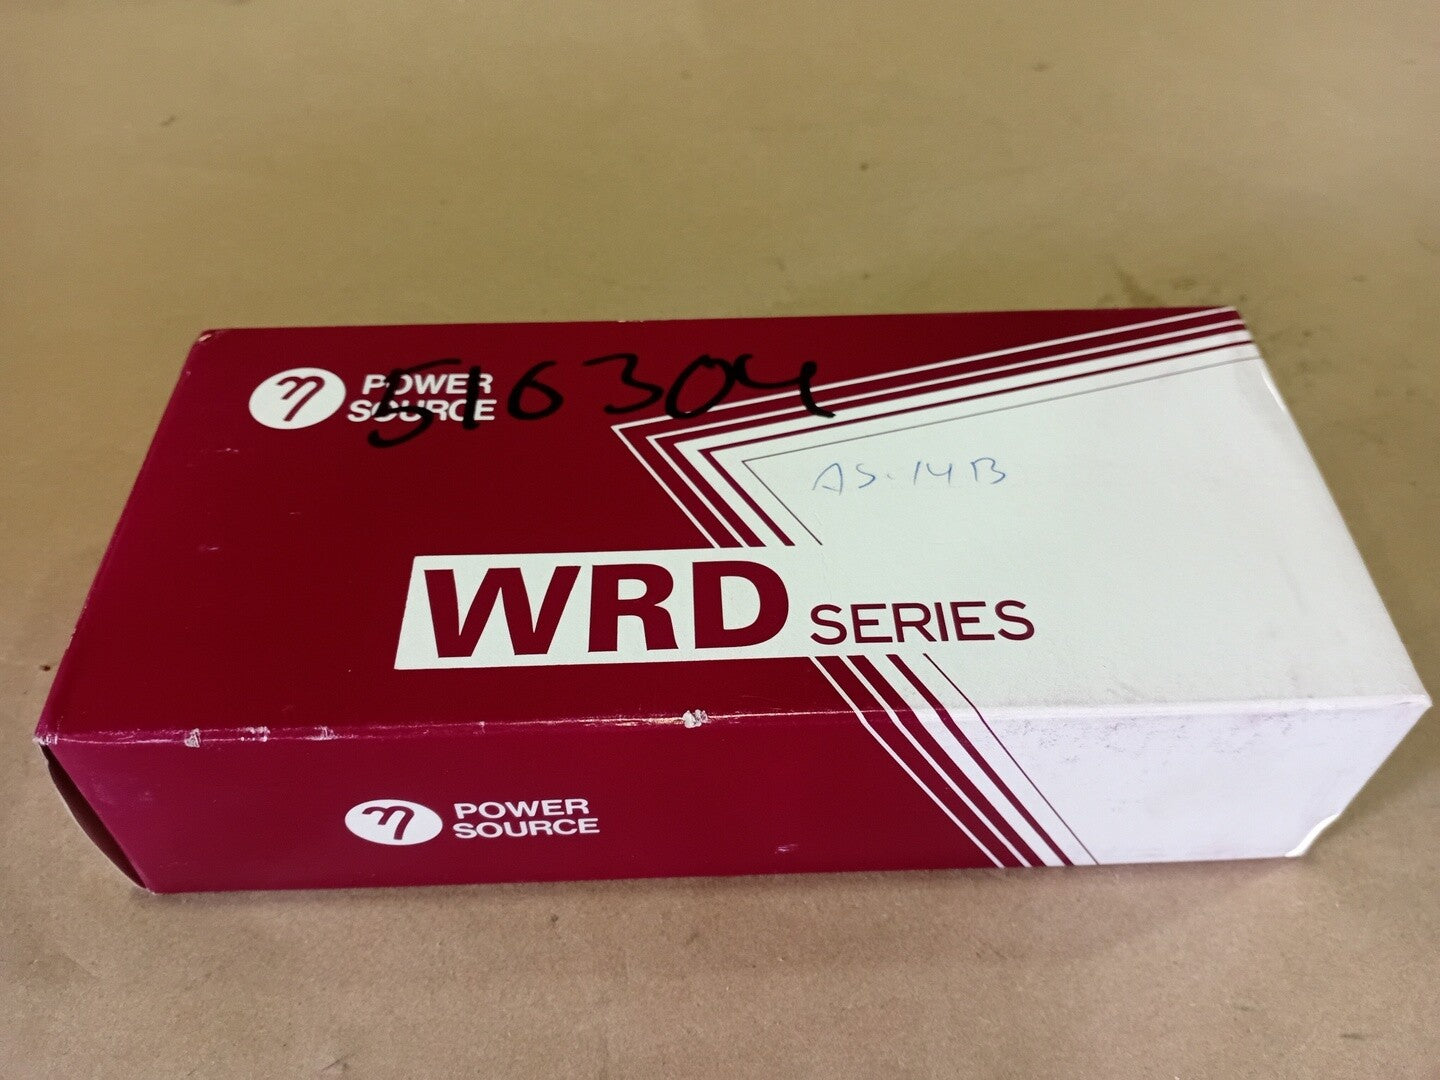 η POWER
SOURCE
516304
AS.14B
WRD SERIES
η POWER
SOURCE